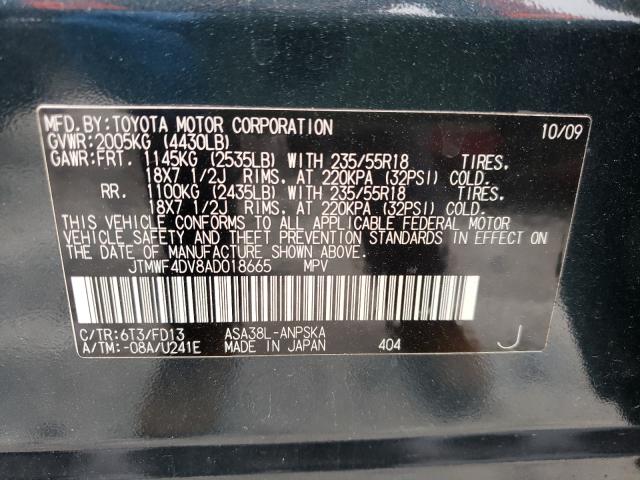 MFD.BY:TOYOTA MOTOR CORPORATION 10/09
GVWR:2005KG (4430LB)
GAWR:FRT. 1145KG (2535LB) WITH 235/55R18 TIRES.
18X7 1/2J RIMS. AT 220KPA (32PSI) COLD.
RR. 1100KG (2435LB) WITH 235/55R18 TIRES.
18X7 1/2J RIMS. AT 220KPA (32PSI) COLD.
THIS VEHICLE CONFORMS TO ALL APPLICABLE FEDERAL MOTOR
VEHICLE SAFETY AND THEFT PREVENTION STANDARDS IN EFFECT ON
THE DATE OF MANUFACTURE SHOWN ABOVE.
JTMWF4DV8AD018665 MPV
C/TR:6T3/FD13 ASA38L-ANPSKA
A/TM:-08A/U241E MADE IN JAPAN 404 J